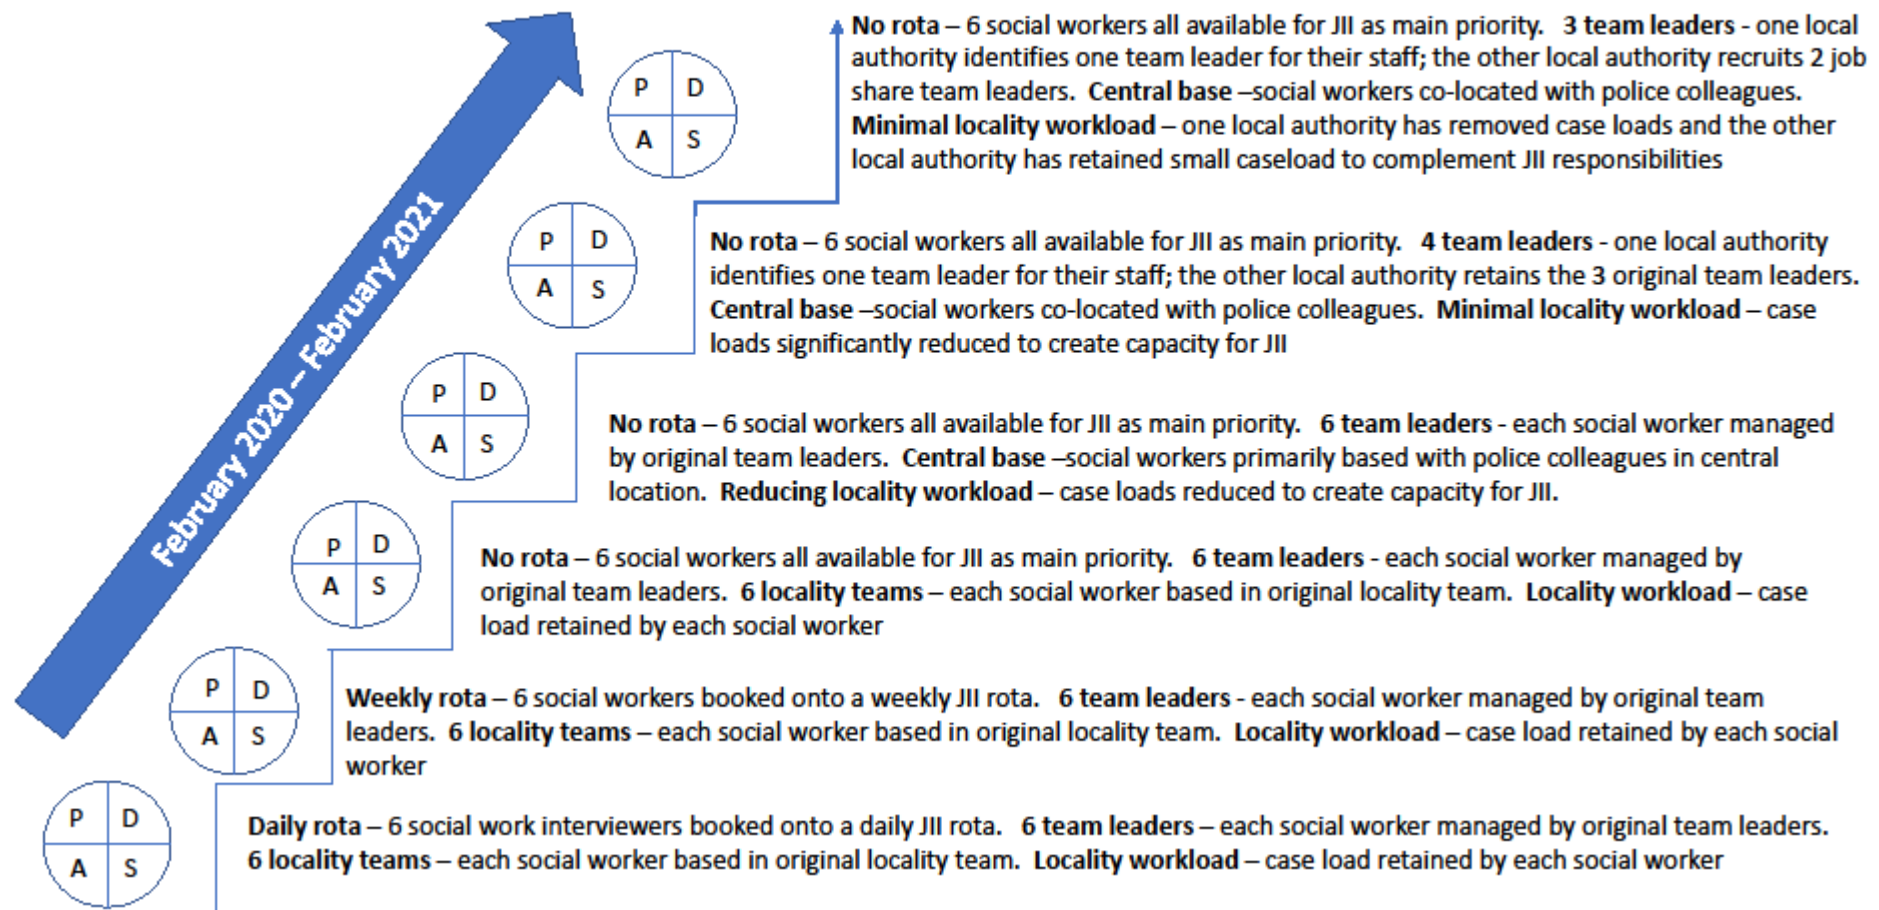 No rota – 6 social workers all available for JII as main priority.   3 team leaders - one local
authority identifies one team leader for their staff; the other local authority recruits 2 job
share team leaders.  Central base –social workers co-located with police colleagues.
Minimal locality workload – one local authority has removed case loads and the other
local authority has retained small caseload to complement JII responsibilities
P D
A S
No rota – 6 social workers all available for JII as main priority.   4 team leaders - one local authority
identifies one team leader for their staff; the other local authority retains the 3 original team leaders.
Central base –social workers co-located with police colleagues.  Minimal locality workload – case
loads significantly reduced to create capacity for JII
P D
A S
February 2020 – February 2021
No rota – 6 social workers all available for JII as main priority.   6 team leaders - each social worker managed
by original team leaders.  Central base –social workers primarily based with police colleagues in central
location.  Reducing locality workload – case loads reduced to create capacity for JII.
P D
A S
No rota – 6 social workers all available for JII as main priority.   6 team leaders - each social worker managed by
original team leaders.  6 locality teams – each social worker based in original locality team.  Locality workload – case
load retained by each social worker
P D
A S
Weekly rota – 6 social workers booked onto a weekly JII rota.   6 team leaders - each social worker managed by original team
leaders.  6 locality teams – each social worker based in original locality team.  Locality workload – case load retained by each social
worker
P D
A S
Daily rota – 6 social work interviewers booked onto a daily JII rota.   6 team leaders – each social worker managed by original team leaders.
6 locality teams – each social worker based in original locality team.  Locality workload – case load retained by each social worker
P D
A S